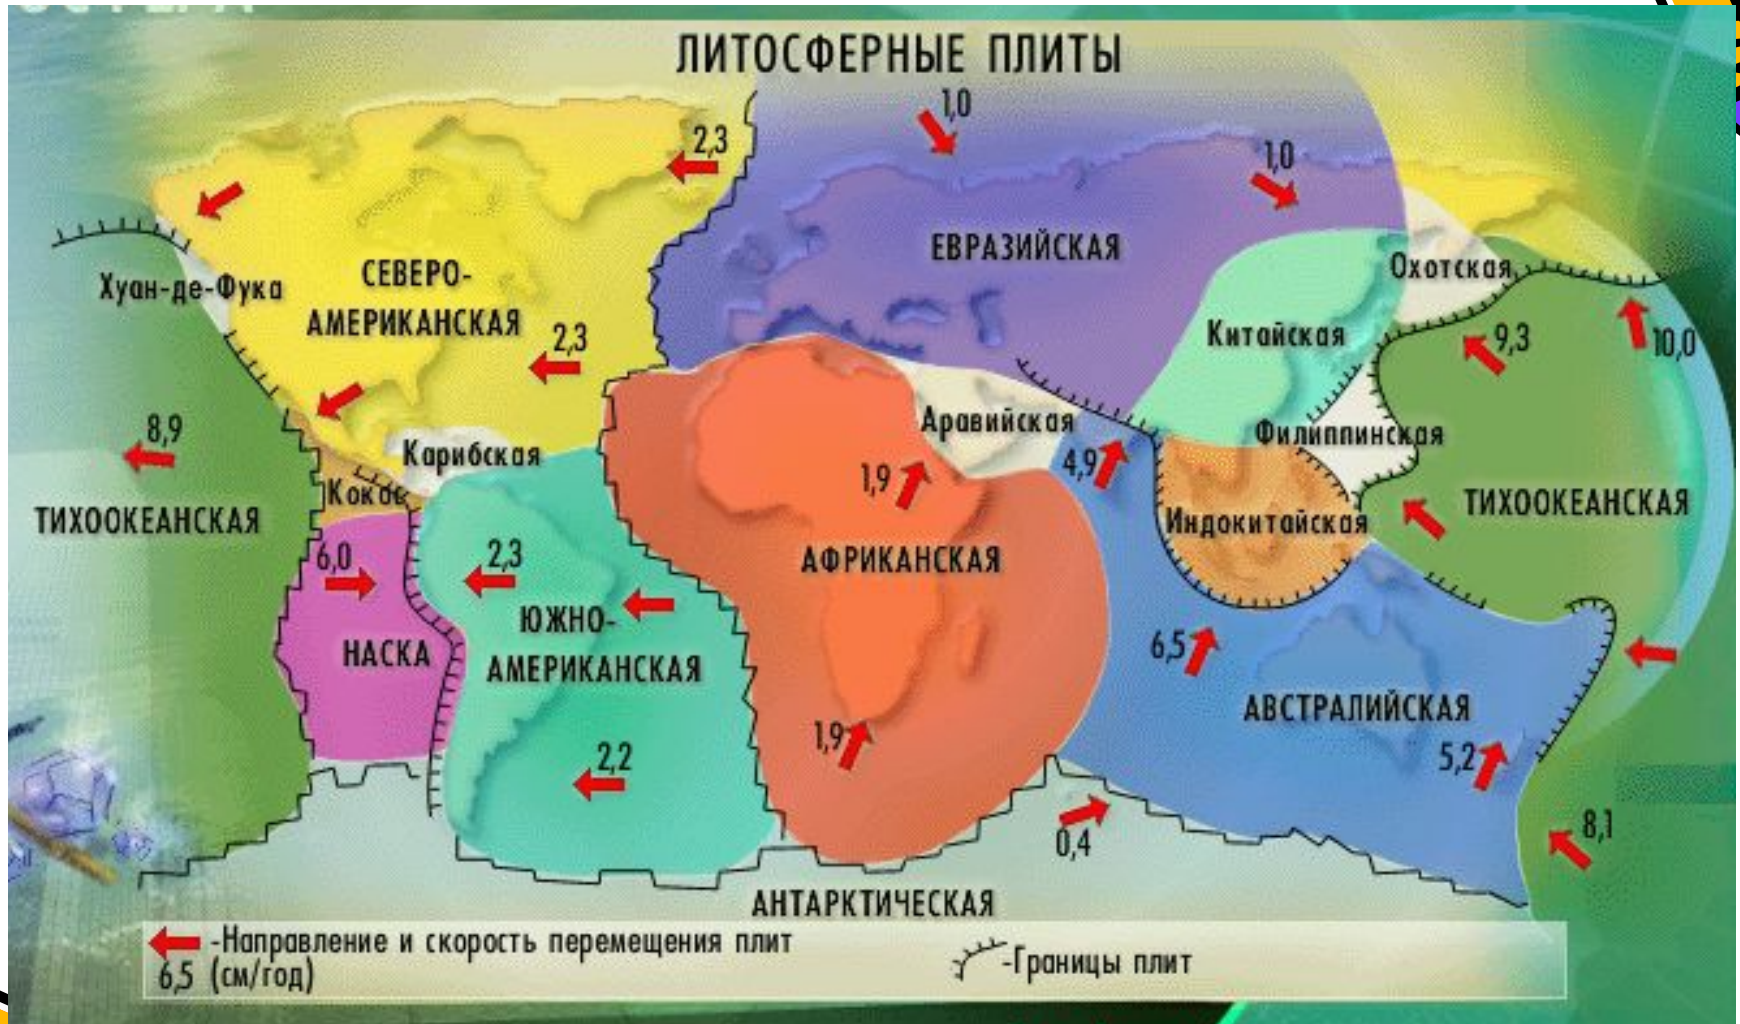 ЛИТОСФЕРНЫЕ ПЛИТЫ
1,0
2,3
1,0
ЕВРАЗИЙСКАЯ
Охотская
Хуан-де-Фука
СЕВЕРО-
АМЕРИКАНСКАЯ
2,3
Китайская
9,3
10,0
8,9
Карибская
Аравийская
Филиппинская
4,9
1,9
Кокос
ТИХООКЕАНСКАЯ
ТИХООКЕАНСКАЯ
Индокитайская
6,0
2,3
АФРИКАНСКАЯ
ЮЖНО-
АМЕРИКАНСКАЯ
НАСКА
6,5
АВСТРАЛИЙСКАЯ
1,9
2,2
5,2
0,4
8,1
АНТАРКТИЧЕСКАЯ
-Направление и скорость перемещения плит
6,5 (см/год)
-Границы плит